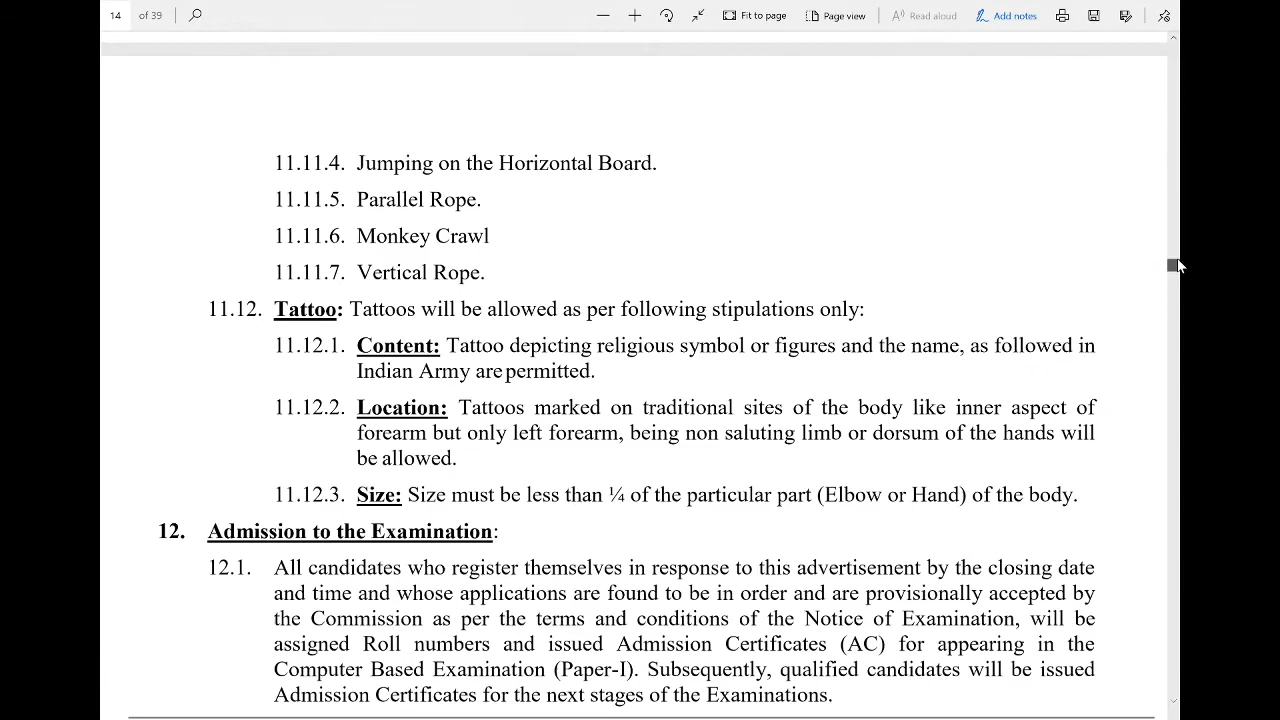 14 of 39 Fit to page Page view Read aloud Add notes
11.11.4. Jumping on the Horizontal Board.
11.11.5. Parallel Rope.
11.11.6. Monkey Crawl
11.11.7. Vertical Rope.
11.12. Tattoo: Tattoos will be allowed as per following stipulations only:
11.12.1. Content: Tattoo depicting religious symbol or figures and the name, as followed in
Indian Army are permitted.
11.12.2. Location: Tattoos marked on traditional sites of the body like inner aspect of
forearm but only left forearm, being non saluting limb or dorsum of the hands will
be allowed.
11.12.3. Size: Size must be less than ¼ of the particular part (Elbow or Hand) of the body.
12. Admission to the Examination:
12.1. All candidates who register themselves in response to this advertisement by the closing date
and time and whose applications are found to be in order and are provisionally accepted by
the Commission as per the terms and conditions of the Notice of Examination, will be
assigned Roll numbers and issued Admission Certificates (AC) for appearing in the
Computer Based Examination (Paper-I). Subsequently, qualified candidates will be issued
Admission Certificates for the next stages of the Examinations.